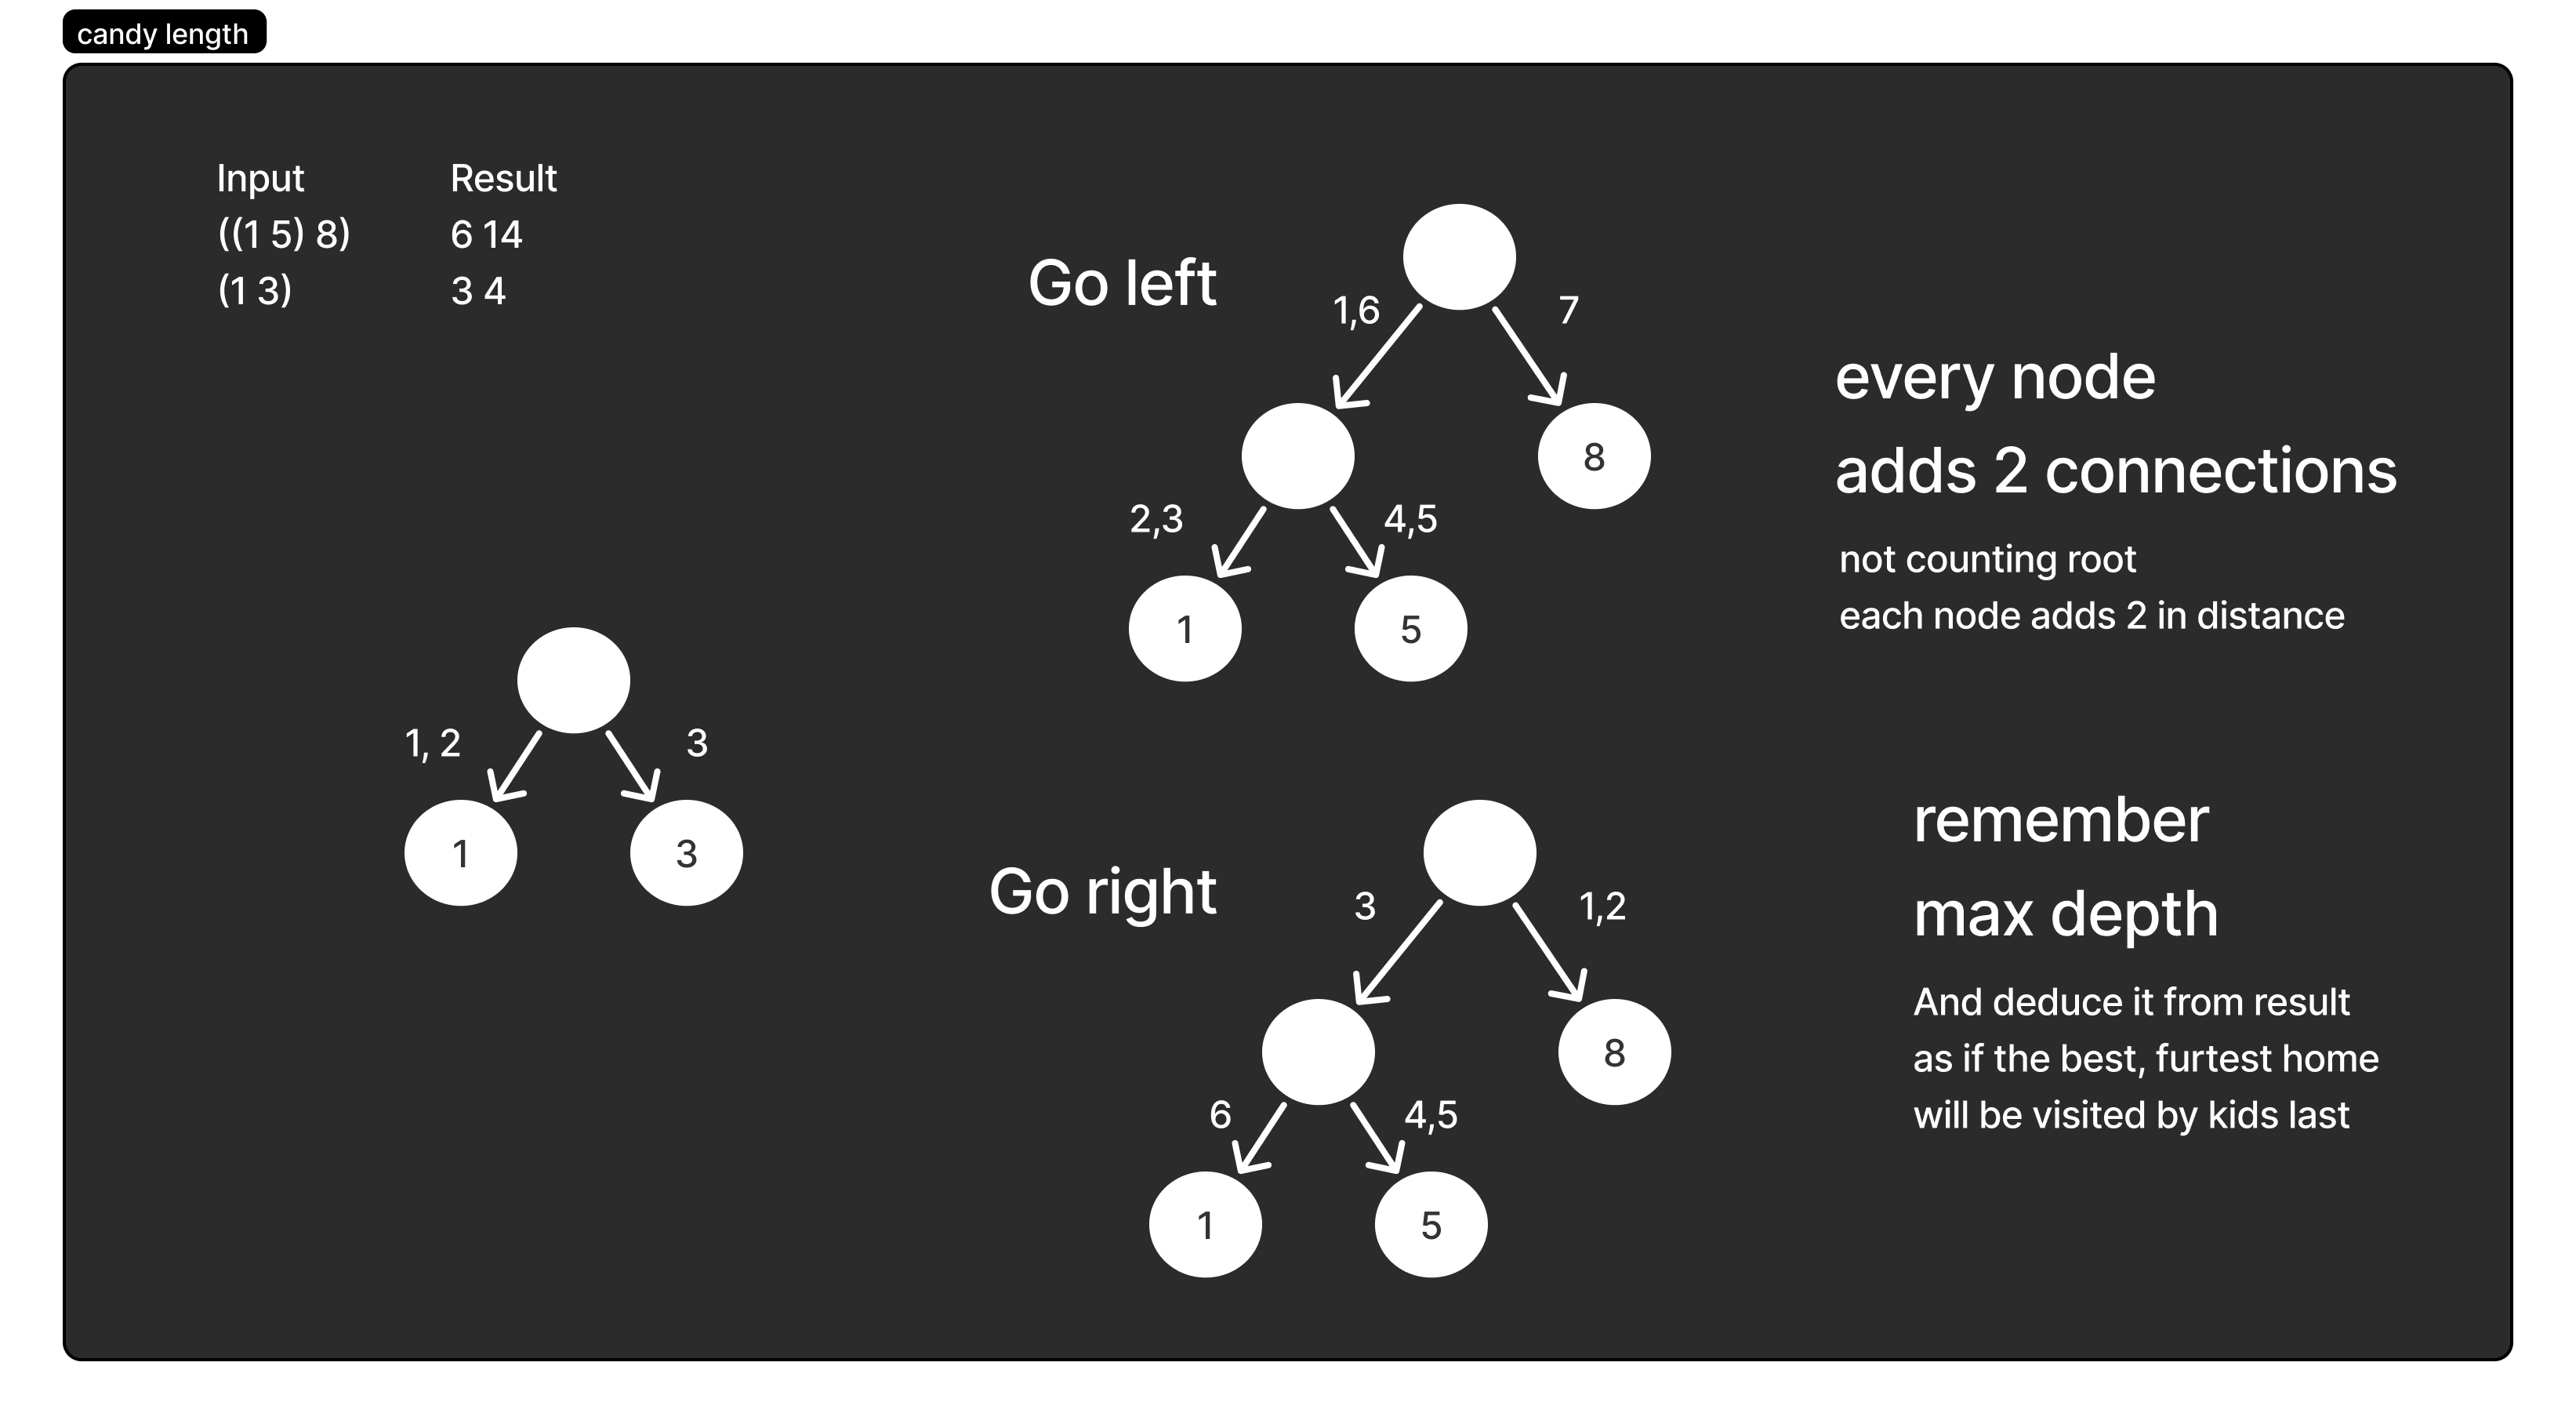 candy length
Input Result
((1 5) 8) 6 14
(1 3) 3 4
1, 2 3
1 3
Go left
1,6 7
8
2,3 4,5
1 5
Go right
3 1,2
8
6 4,5
1 5
every node
adds 2 connections
not counting root
each node adds 2 in distance
remember
max depth
And deduce it from result
as if the best, furtest home
will be visited by kids last